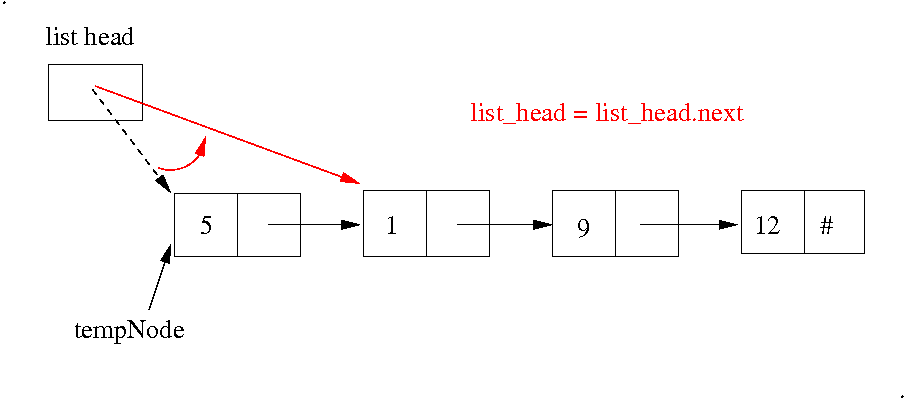 list head
list_head = list_head.next
5
1
9
12
#
tempNode